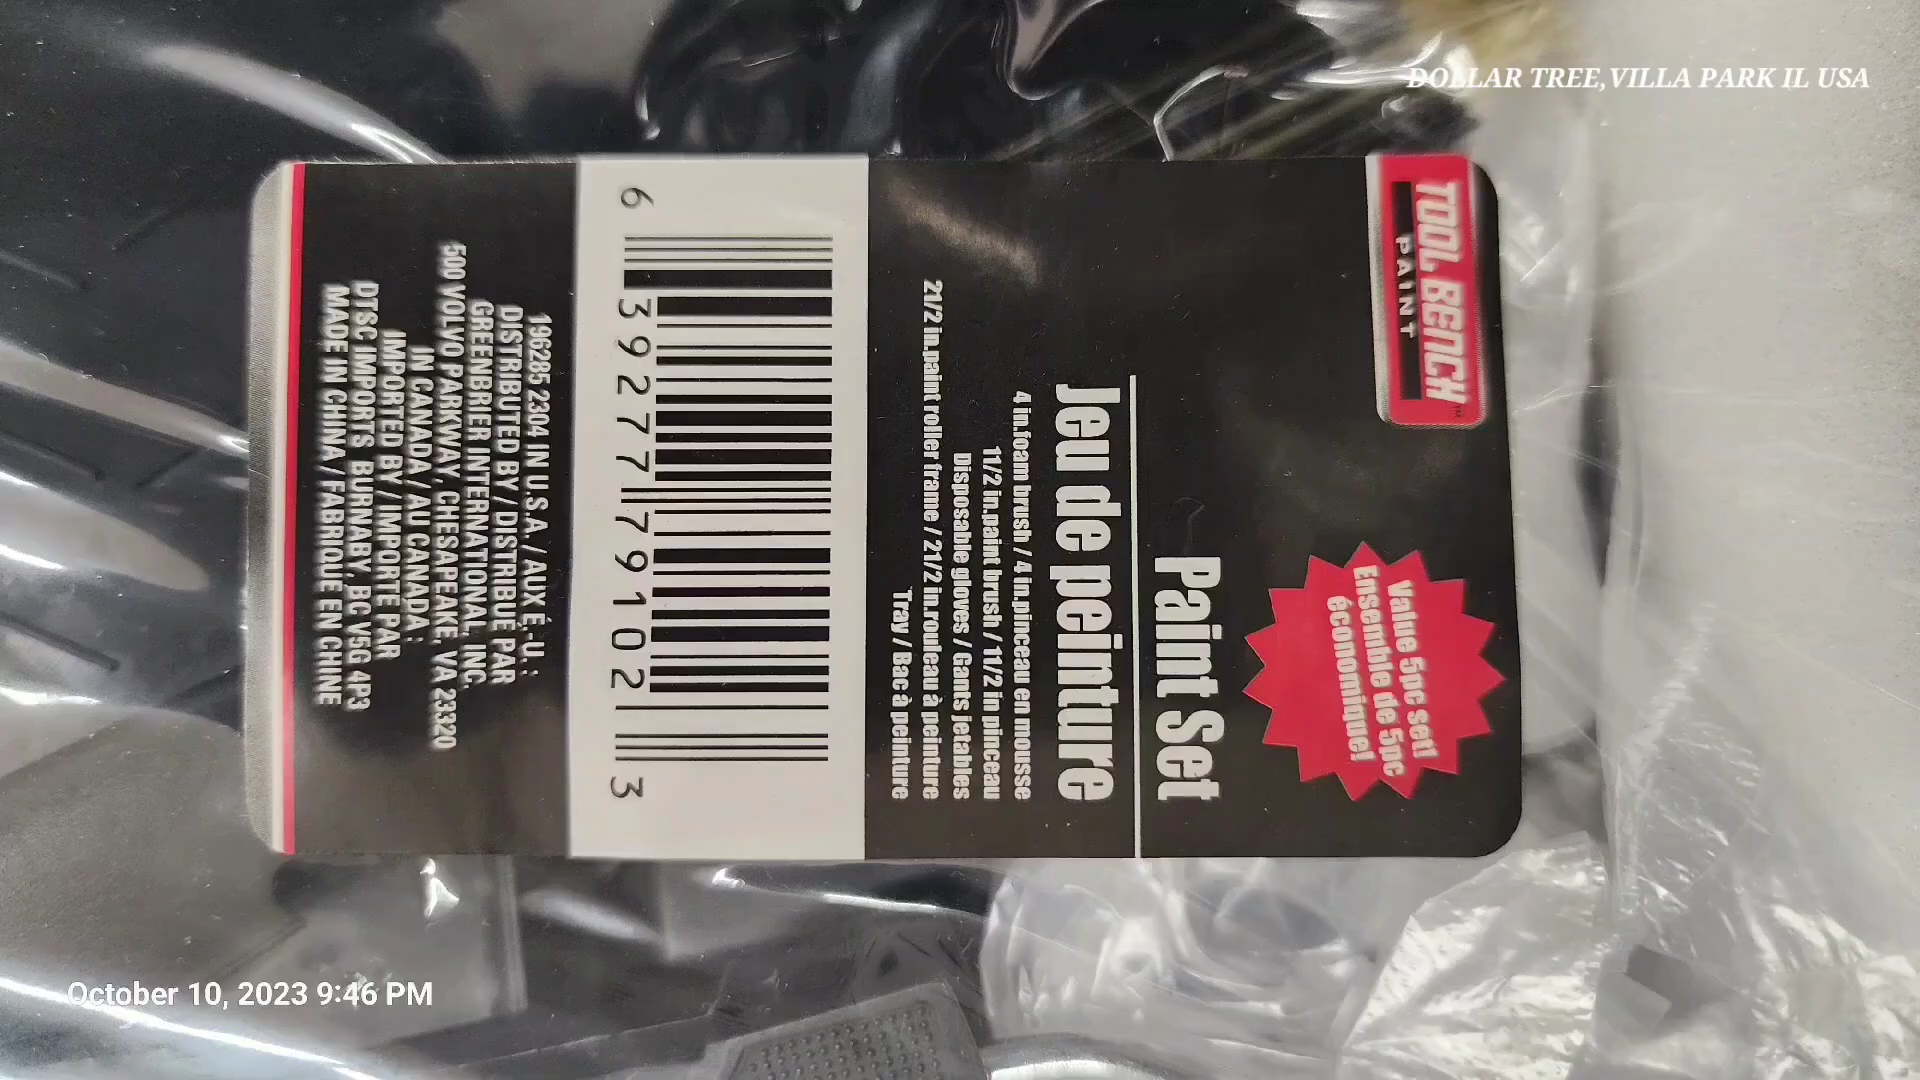 DOLLAR TREE,VILLA PARK IL USA
TOOL BENCH™
PAINT
Value 5pc set!
Ensemble de 5pc
économique!
Paint Set
Jeu de peinture
4 in.foam brush / 4 in.pinceau en mousse
11/2 in.paint brush / 11/2 in pinceau
Disposable gloves / Gants jetables
21/2 in.paint roller frame / 21/2 in.rouleau à peinture
Tray / Bac à peinture
6 39277 79102 3
196285 2304 IN U.S.A. / AUX É.-U. :
DISTRIBUTED BY / DISTRIBUÉ PAR
GREENBRIER INTERNATIONAL, INC.
500 VOLVO PARKWAY, CHESAPEAKE, VA 23320
IN CANADA / AU CANADA :
IMPORTED BY / IMPORTÉ PAR
DTSC IMPORTS BURNABY, BC V5G 4P3
MADE IN CHINA / FABRIQUÉ EN CHINE
October 10, 2023 9:46 PM